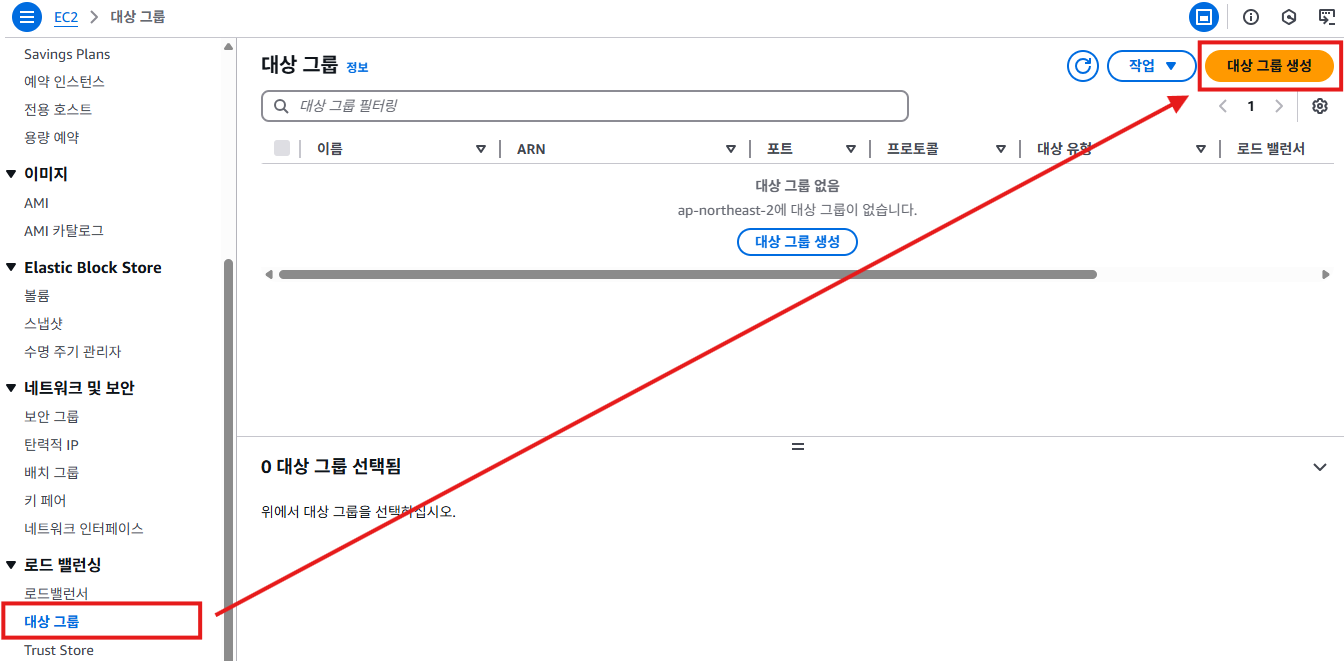 EC2 > 대상 그룹
Savings Plans
예약 인스턴스
전용 호스트
용량 예약
이미지
AMI
AMI 카탈로그
Elastic Block Store
볼륨
스냅샷
수명 주기 관리자
네트워크 및 보안
보안 그룹
탄력적 IP
배치 그룹
키 페어
네트워크 인터페이스
로드 밸런싱
로드밸런서
대상 그룹
Trust Store
대상 그룹 정보
작업
대상 그룹 생성
대상 그룹 필터링
1
이름 ARN 포트 프로토콜 대상 유형 로드 밸런서
대상 그룹 없음
ap-northeast-2에 대상 그룹이 없습니다.
대상 그룹 생성
0 대상 그룹 선택됨
위에서 대상 그룹을 선택하십시오.